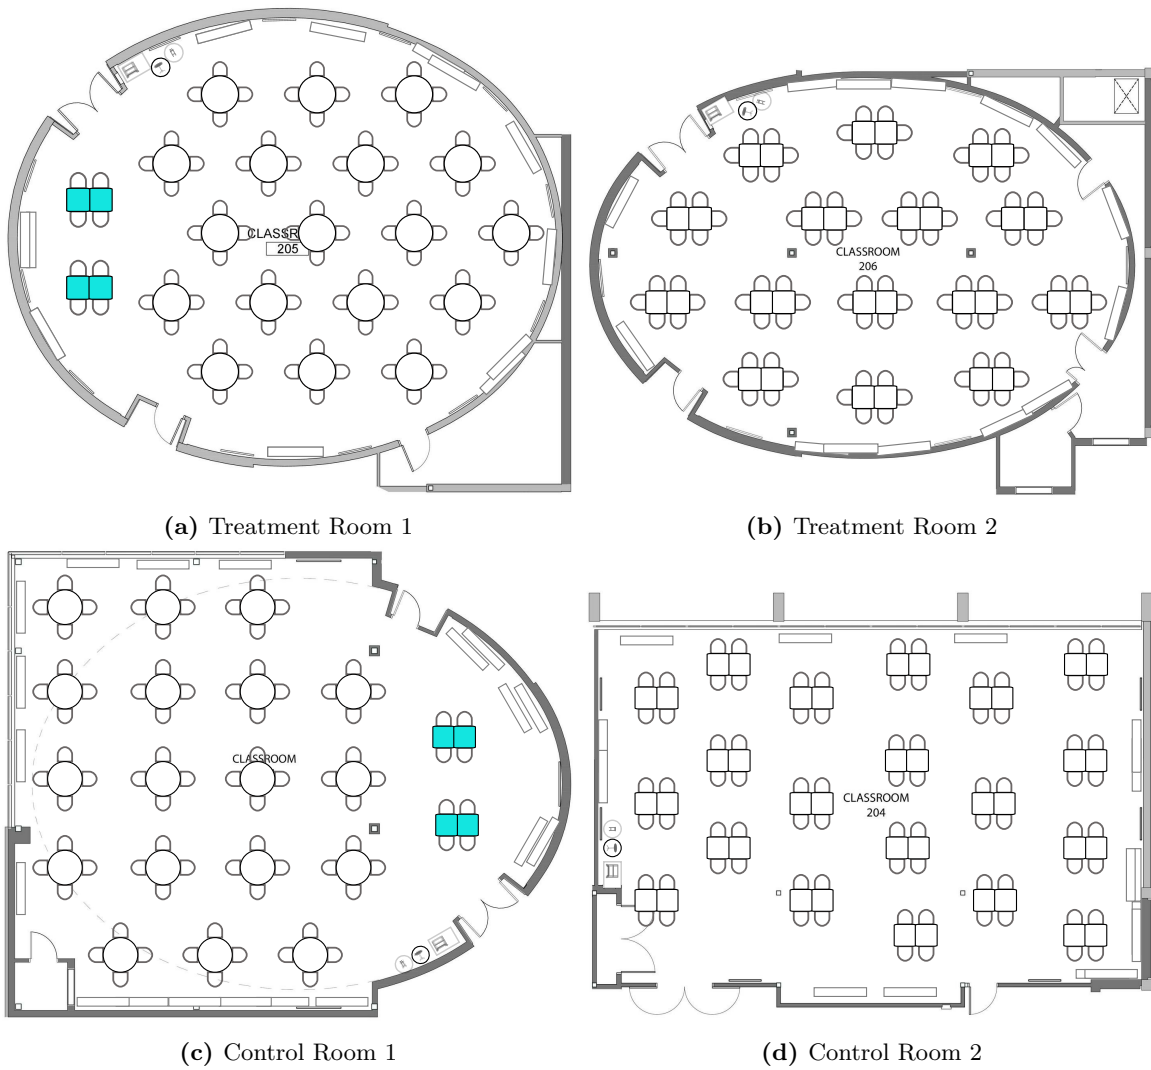 CLASSR
205
CLASSROOM
206
(a) Treatment Room 1
(b) Treatment Room 2
CLASSROOM
CLASSROOM
204
(c) Control Room 1
(d) Control Room 2